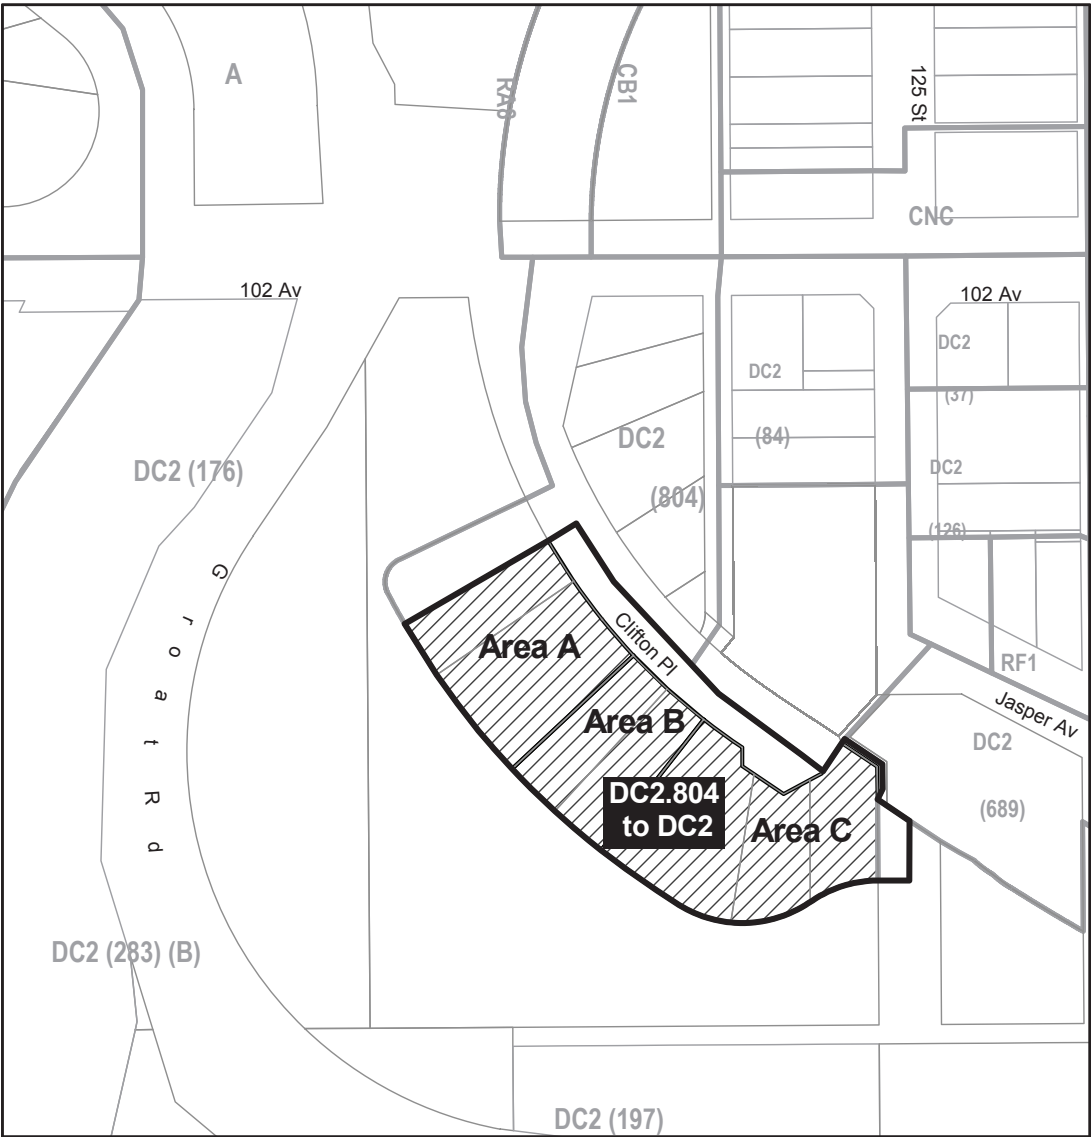 A
RA8
CB1
125 St
CNC
102 Av
102 Av
DC2
DC2
(37)
DC2
(84)
DC2 (176)
DC2
(804)
DC2
(126)
Groat Rd
Clifton Pl
Area A
RF1
Jasper Av
Area B
DC2
DC2.804
to DC2
(689)
Area C
DC2 (283) (B)
DC2 (197)